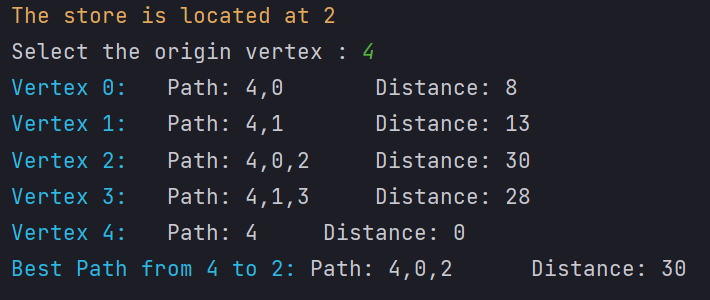 The store is located at 2
Select the origin vertex : 4
Vertex 0: Path: 4,0 Distance: 8
Vertex 1: Path: 4,1 Distance: 13
Vertex 2: Path: 4,0,2 Distance: 30
Vertex 3: Path: 4,1,3 Distance: 28
Vertex 4: Path: 4 Distance: 0
Best Path from 4 to 2: Path: 4,0,2 Distance: 30